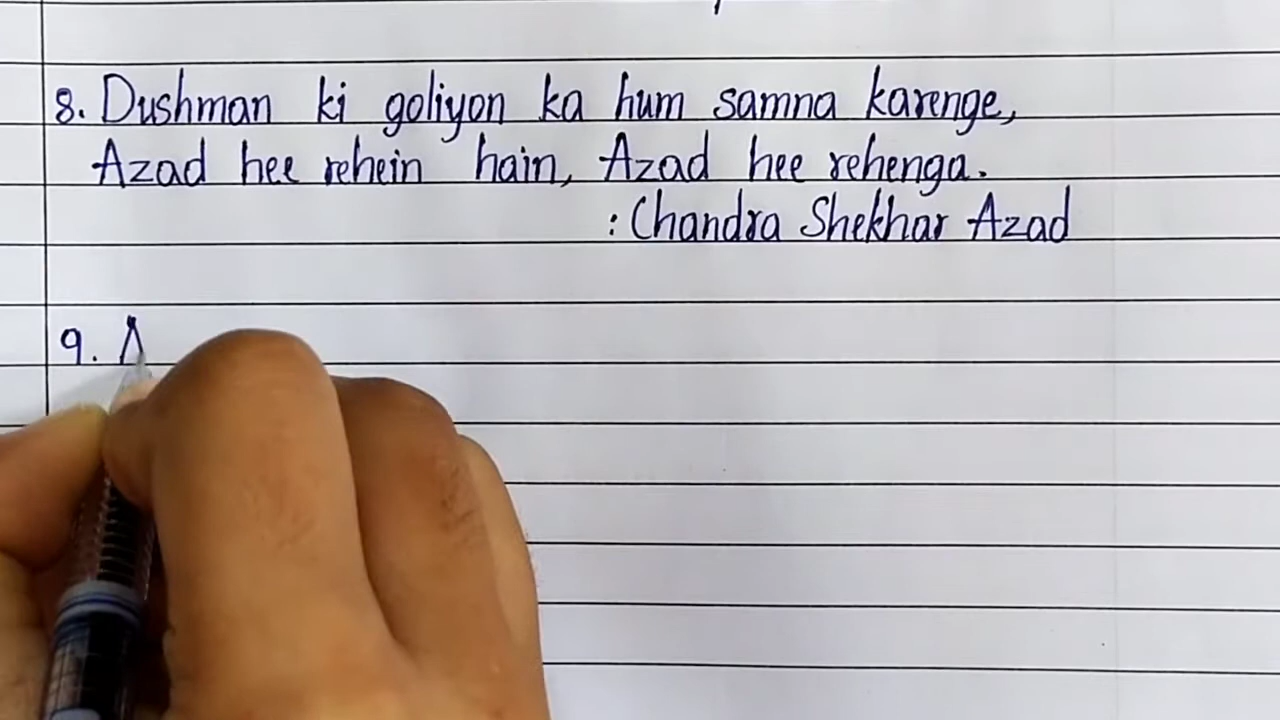 8. Dushman ki goliyon ka hum samna karenge,
Azad hee rehein hain, Azad hee rehenga.
: Chandra Shekhar Azad
9.